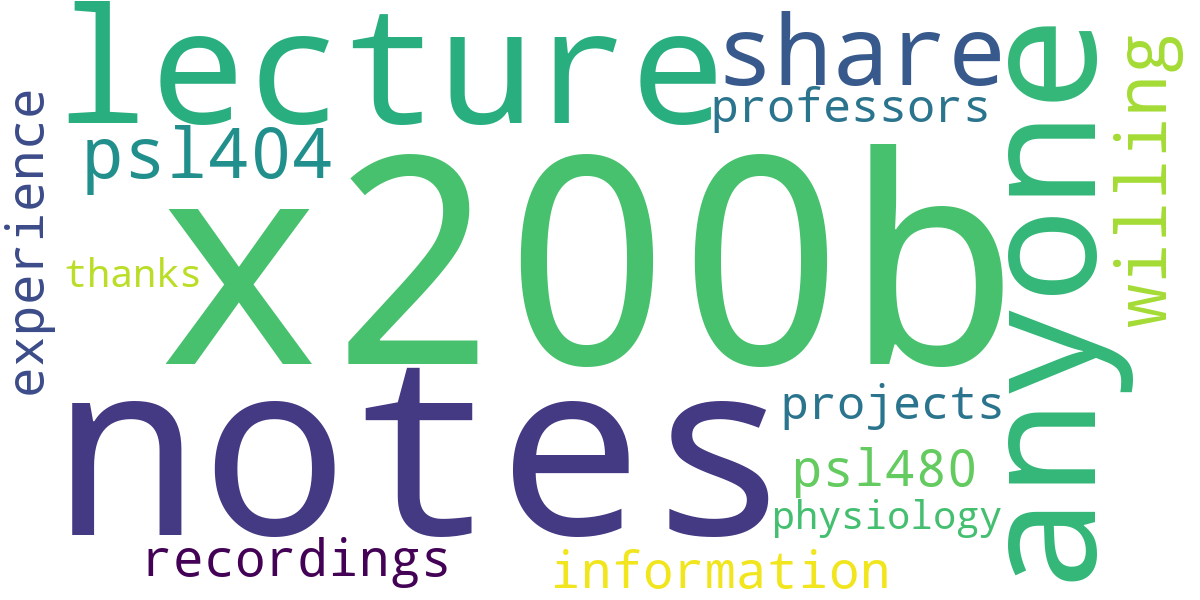 lecture
share
professors
anyone
willing
experience
psl404
x200b
thanks
notes
projects
psl480
physiology
recordings
information